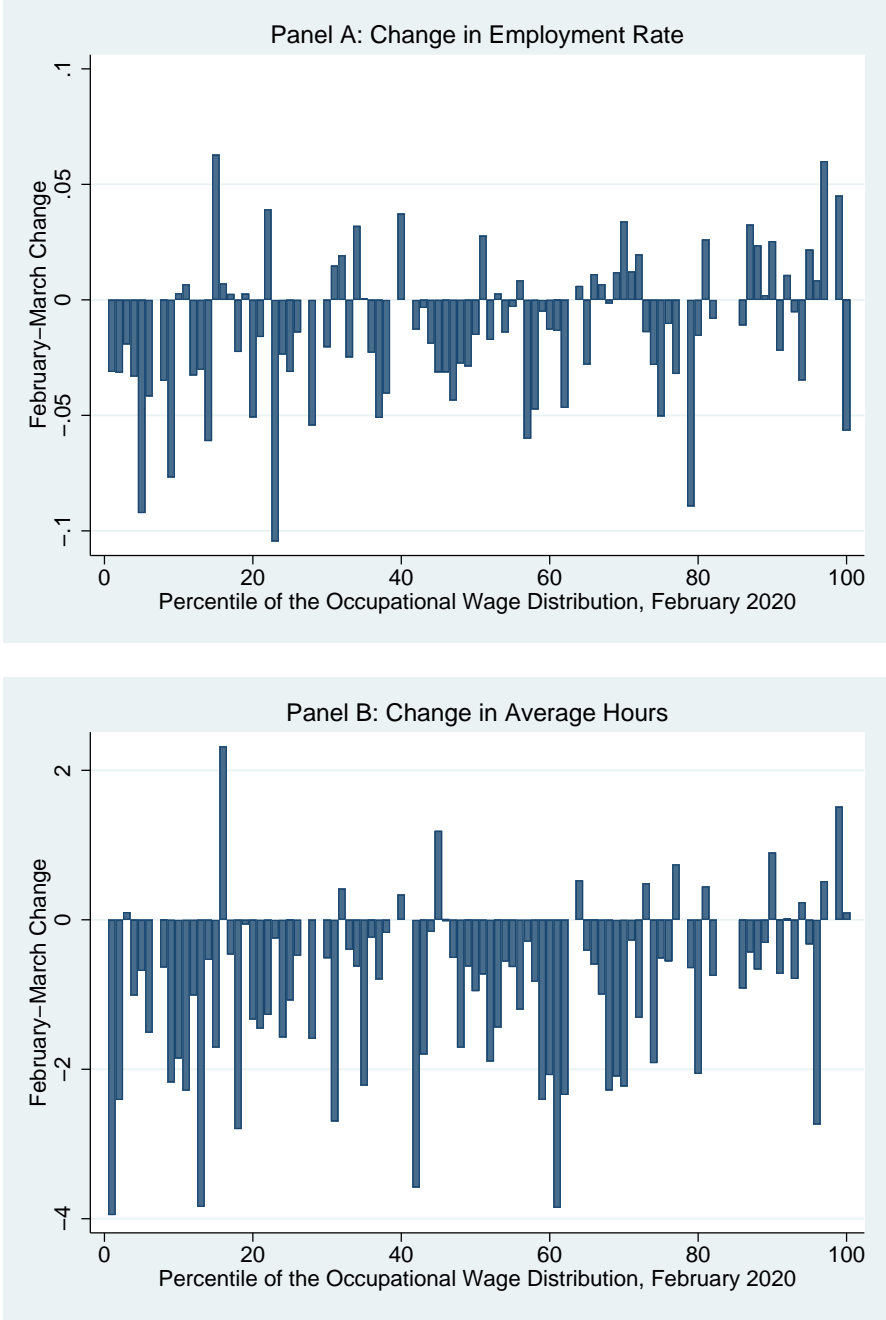 Panel A: Change in Employment Rate
February−March Change
.1
.05
0
−.05
−.1
0 20 40 60 80 100
Percentile of the Occupational Wage Distribution, February 2020
Panel B: Change in Average Hours
February−March Change
2
0
−2
−4
0 20 40 60 80 100
Percentile of the Occupational Wage Distribution, February 2020